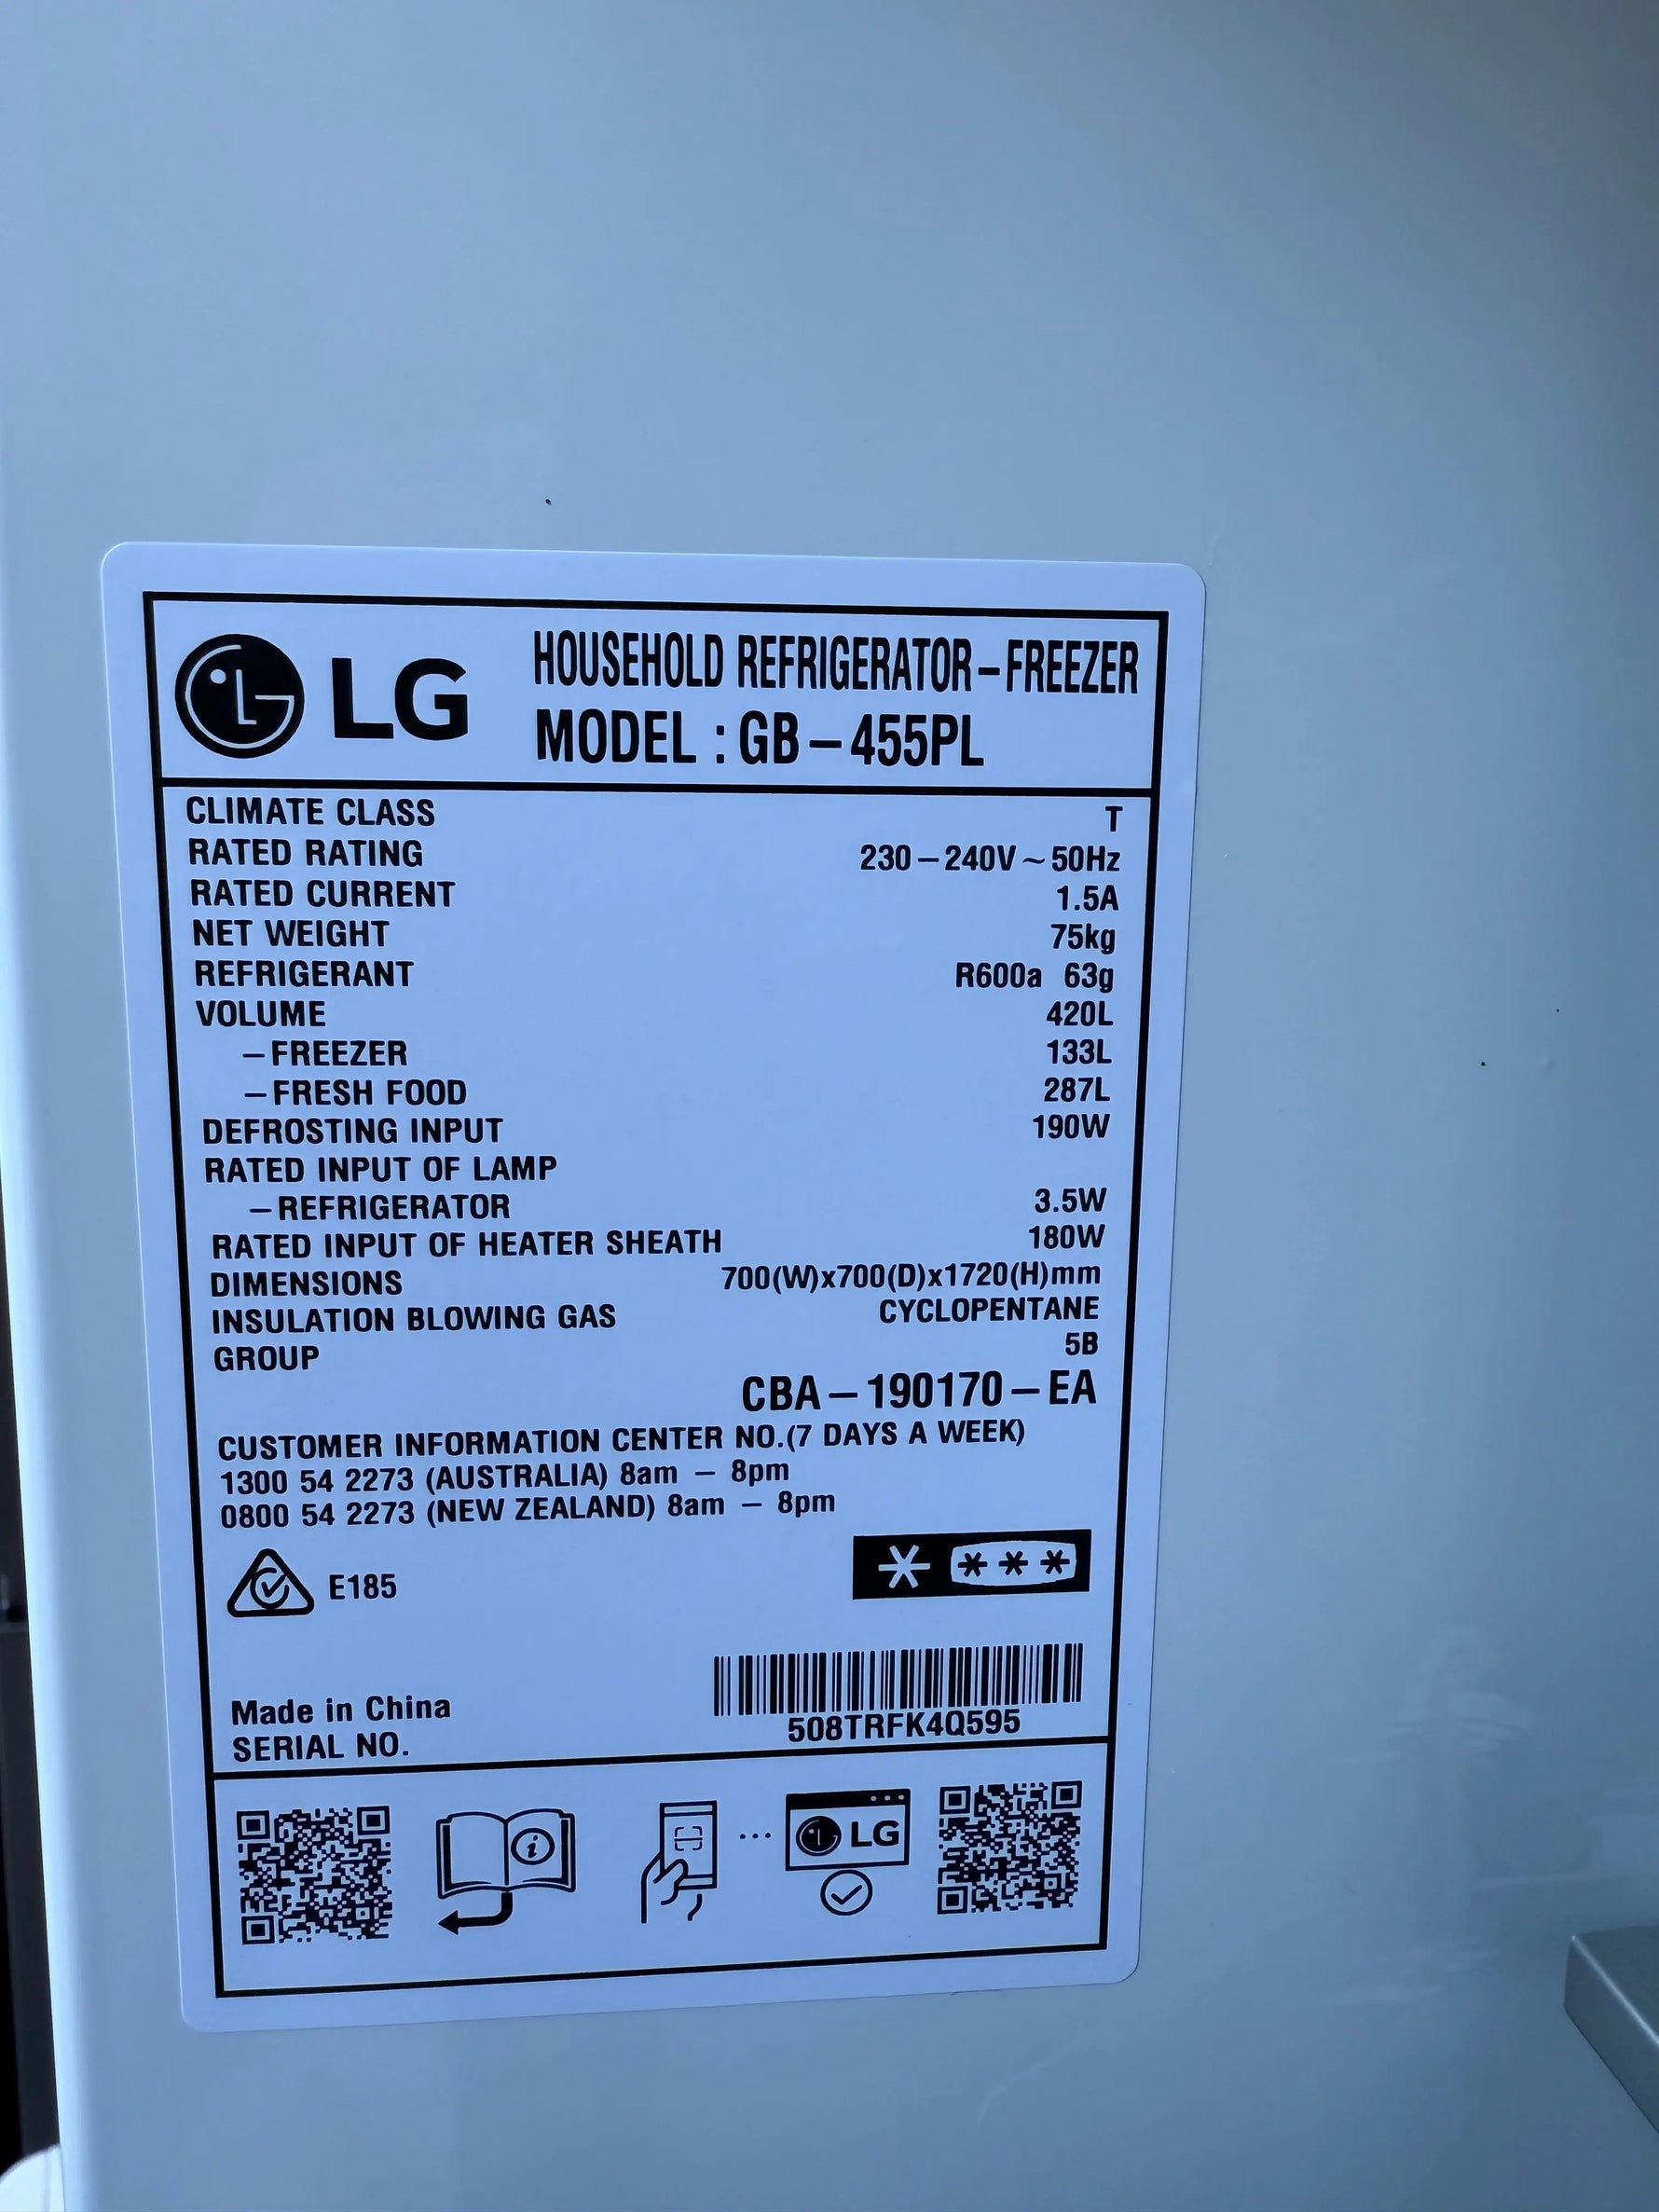 LG HOUSEHOLD REFRIGERATOR-FREEZER
MODEL : GB-455PL
CLIMATE CLASS T
RATED RATING 230-240V~50Hz
RATED CURRENT 1.5A
NET WEIGHT 75kg
REFRIGERANT R600a 63g
VOLUME 420L
-FREEZER 133L
-FRESH FOOD 287L
DEFROSTING INPUT 190W
RATED INPUT OF LAMP
-REFRIGERATOR 3.5W
RATED INPUT OF HEATER SHEATH 180W
DIMENSIONS 700(W)x700(D)x1720(H)mm
INSULATION BLOWING GAS CYCLOPENTANE
GROUP 5B
CBA-190170-EA
CUSTOMER INFORMATION CENTER NO.(7 DAYS A WEEK)
1300 54 2273 (AUSTRALIA) 8am - 8pm
0800 54 2273 (NEW ZEALAND) 8am - 8pm
E185
Made in China
SERIAL NO. 508TRFK4Q595
LG